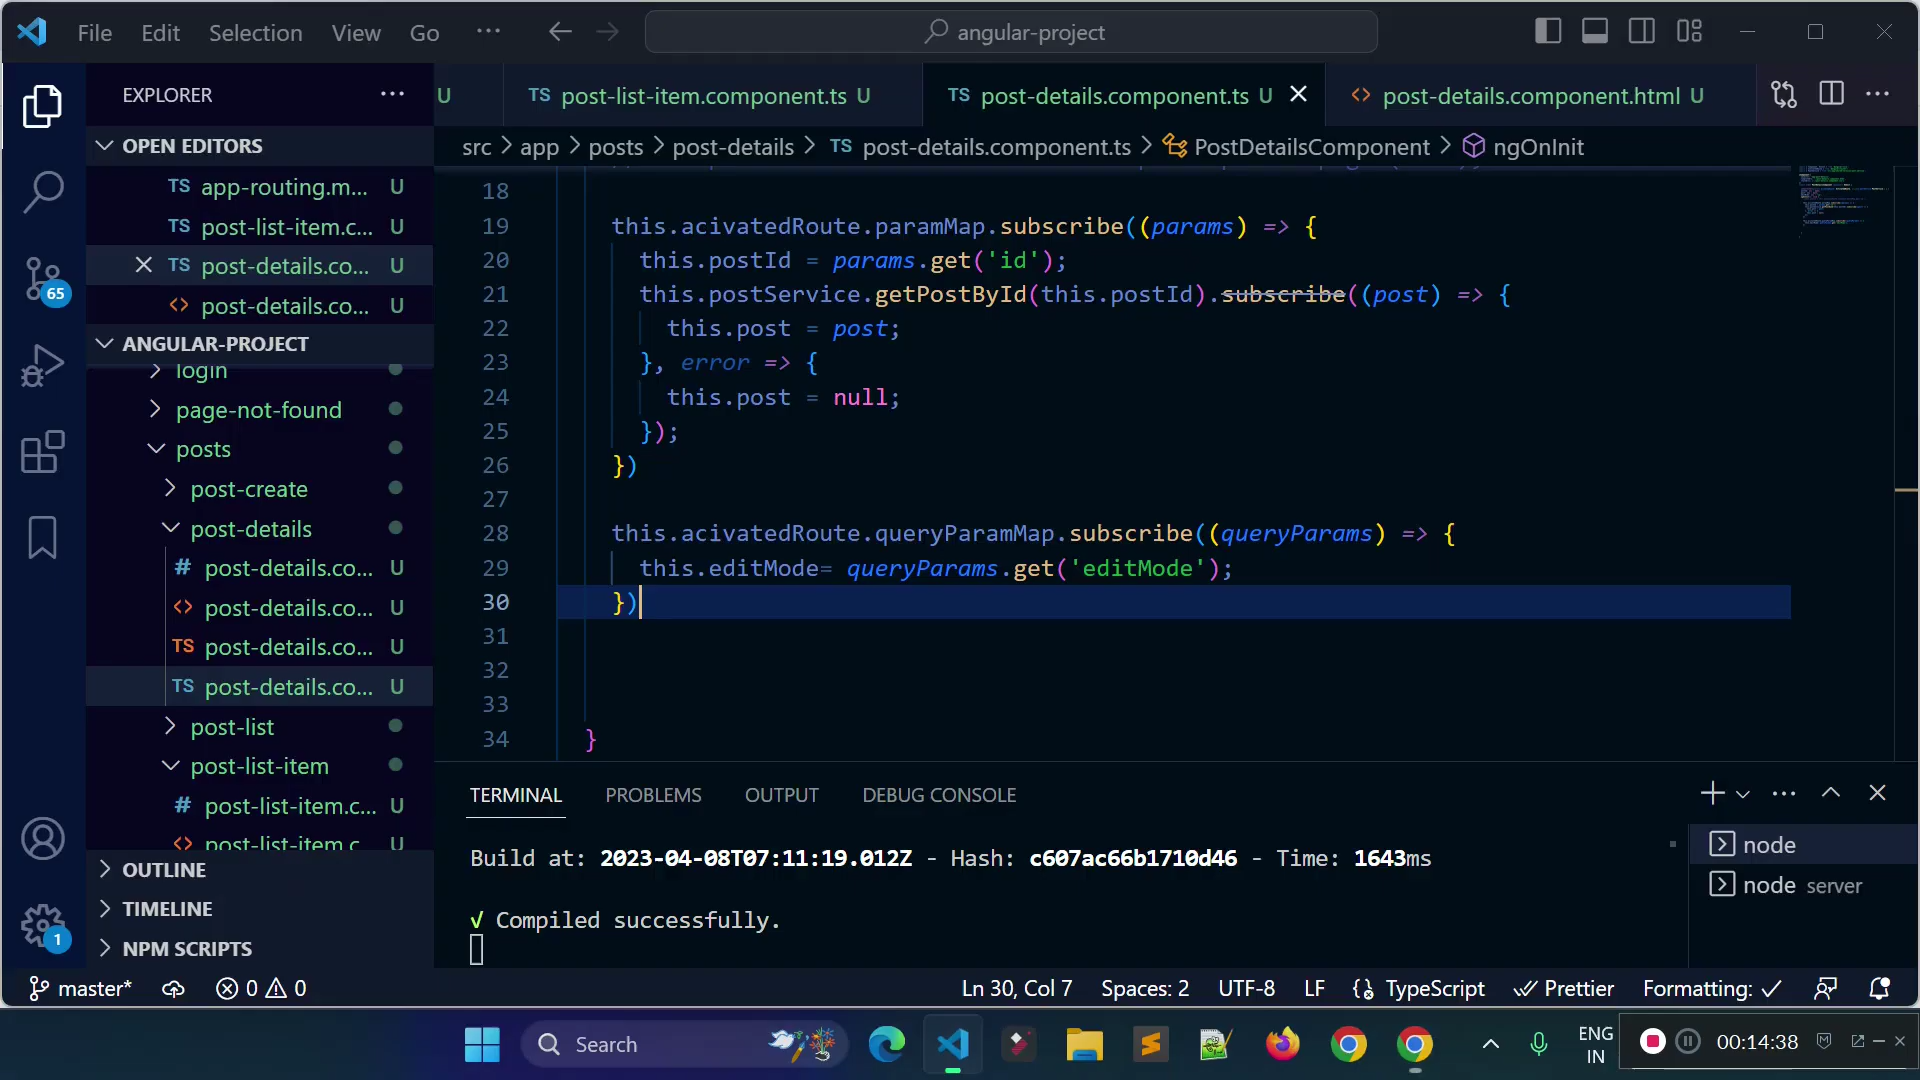 File Edit Selection View Go ··· angular-project
EXPLORER ···
U
TS post-list-item.component.ts U
TS post-details.component.ts U
<> post-details.component.html U
src > app > posts > post-details > TS post-details.component.ts > PostDetailsComponent > ngOnInit
OPEN EDITORS
TS app-routing.m... U
TS post-list-item.c... U
TS post-details.co... U
<> post-details.co... U
ANGULAR-PROJECT
login
page-not-found
posts
post-create
post-details
# post-details.co... U
<> post-details.co... U
TS post-details.co... U
TS post-details.co... U
post-list
post-list-item
# post-list-item.c... U
<> post-list-item.c U
OUTLINE
TIMELINE
NPM SCRIPTS
65
1
18
19 this.acivatedRoute.paramMap.subscribe((params) => {
20 this.postId = params.get('id');
21 this.postService.getPostById(this.postId).subscribe((post) => {
22 this.post = post;
23 }, error => {
24 this.post = null;
25 });
26 })
27
28 this.acivatedRoute.queryParamMap.subscribe((queryParams) => {
29 this.editMode= queryParams.get('editMode');
30 })
31
32
33
34 }
TERMINAL PROBLEMS OUTPUT DEBUG CONSOLE
Build at: 2023-04-08T07:11:19.012Z - Hash: c607ac66b1710d46 - Time: 1643ms
√ Compiled successfully.
node
node server
master* 0 0 Ln 30, Col 7 Spaces: 2 UTF-8 LF TypeScript Prettier Formatting: ✓
Search
ENG
IN
00:14:38